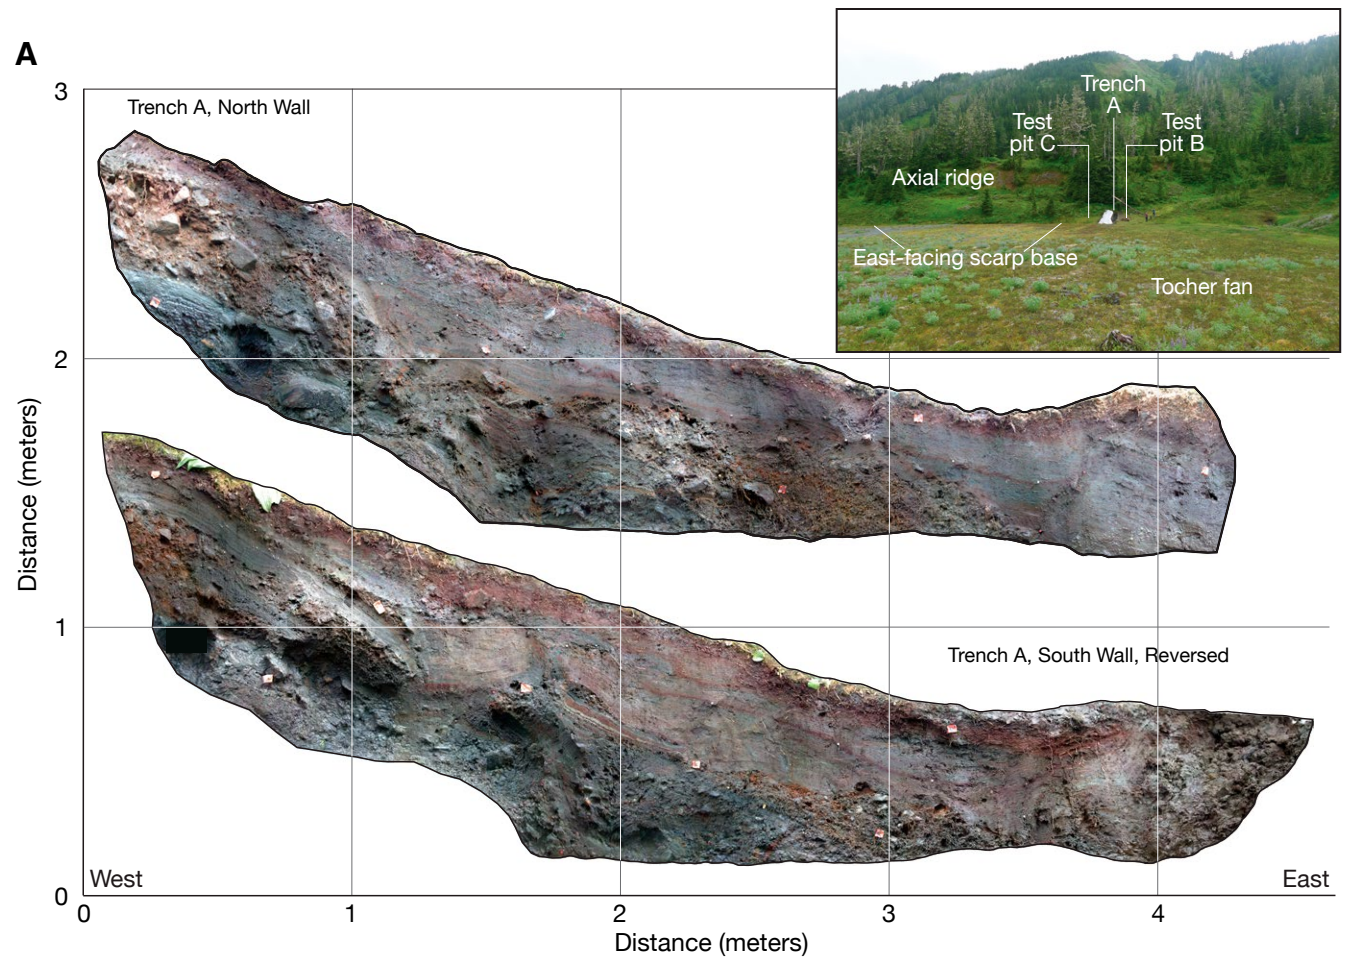 A
Trench A, North Wall
Trench
A
Test
pit C
Test
pit B
Axial ridge
East-facing scarp base
Tocher fan
Trench A, South Wall, Reversed
Distance (meters)
3
2
1
0
West
East
0
1
2
3
4
Distance (meters)